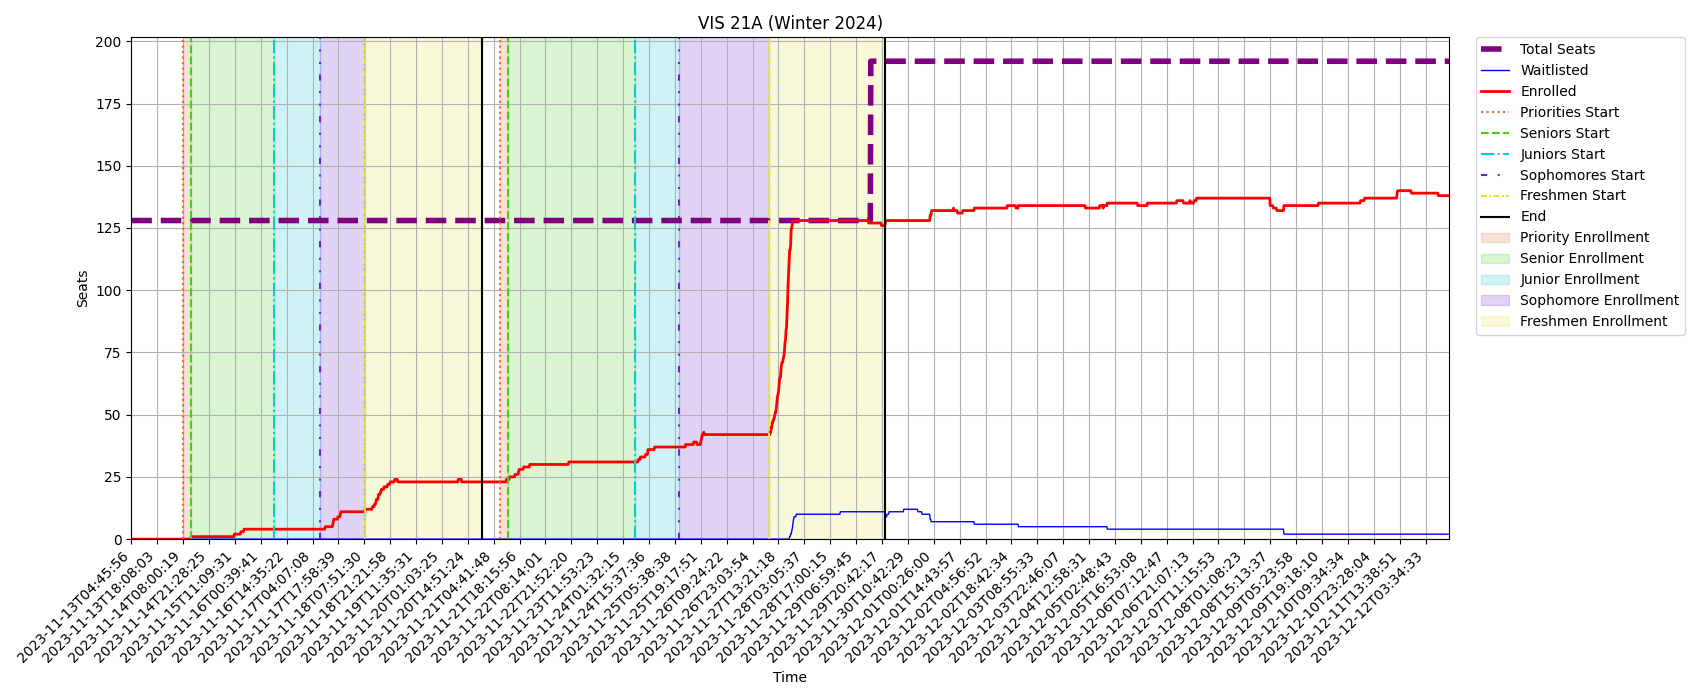 VIS 21A (Winter 2024)
200
175
150
125
100
75
50
25
0
Seats
2023-11-13T04:45:56
2023-11-13T18:08:03
2023-11-14T08:00:19
2023-11-14T21:28:25
2023-11-15T11:09:31
2023-11-16T00:39:41
2023-11-16T14:35:22
2023-11-17T04:07:08
2023-11-17T17:58:39
2023-11-18T07:51:30
2023-11-18T21:21:58
2023-11-19T11:35:31
2023-11-20T01:03:25
2023-11-20T14:51:24
2023-11-21T04:41:48
2023-11-21T18:15:56
2023-11-22T08:14:01
2023-11-22T21:52:20
2023-11-23T11:53:23
2023-11-24T01:32:15
2023-11-24T15:37:36
2023-11-25T05:38:38
2023-11-25T19:17:51
2023-11-26T09:24:22
2023-11-26T23:03:54
2023-11-27T13:21:18
2023-11-28T03:05:37
2023-11-28T17:00:15
2023-11-29T06:59:45
2023-11-29T20:42:17
2023-11-30T10:42:29
2023-12-01T00:26:00
2023-12-01T14:43:57
2023-12-02T04:56:52
2023-12-02T18:42:34
2023-12-03T08:55:33
2023-12-03T22:46:07
2023-12-04T12:58:31
2023-12-05T02:48:43
2023-12-05T16:53:08
2023-12-06T07:12:47
2023-12-06T21:07:13
2023-12-07T11:15:53
2023-12-08T01:08:23
2023-12-08T15:13:37
2023-12-09T05:23:58
2023-12-09T19:18:10
2023-12-10T09:34:34
2023-12-10T23:28:04
2023-12-11T13:38:51
2023-12-12T03:34:33
Time
Total Seats
Waitlisted
Enrolled
Priorities Start
Seniors Start
Juniors Start
Sophomores Start
Freshmen Start
End
Priority Enrollment
Senior Enrollment
Junior Enrollment
Sophomore Enrollment
Freshmen Enrollment